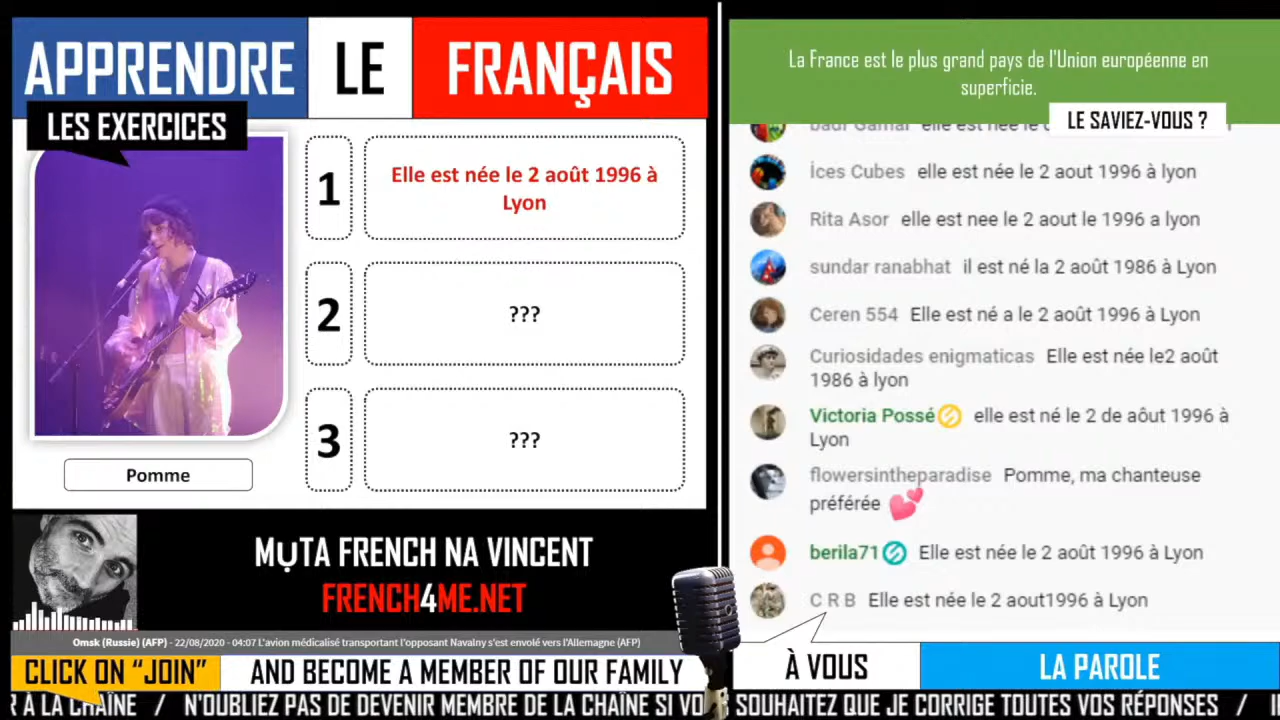 APPRENDRE LE FRANÇAIS
LES EXERCICES
1
Elle est née le 2 août 1996 à
Lyon
2
???
3
???
Pomme
MụTA FRENCH NA VINCENT
FRENCH4ME.NET
Omsk (Russie) (AFP) - 22/08/2020 - 04:07 L'avion médicalisé transportant l'opposant Navalny s'est envolé vers l'Allemagne (AFP)
CLICK ON “JOIN” AND BECOME A MEMBER OF OUR FAMILY
La France est le plus grand pays de l'Union européenne en
superficie.
LE SAVIEZ-VOUS ?
badr Gamal elle est née le
İces Cubes elle est née le 2 aout 1996 à lyon
Rita Asor elle est nee le 2 aout le 1996 a lyon
sundar ranabhat il est né la 2 août 1986 à Lyon
Ceren 554 Elle est né a le 2 août 1996 à Lyon
Curiosidades enigmaticas Elle est née le2 août
1986 à lyon
Victoria Possé elle est né le 2 de aôut 1996 à
Lyon
flowersintheparadise Pomme, ma chanteuse
préférée 💕
berila71 Elle est née le 2 août 1996 à Lyon
C R B Elle est née le 2 aout1996 à Lyon
À VOUS LA PAROLE
R À LA CHAÎNE / N'OUBLIEZ PAS DE DEVENIR MEMBRE DE LA CHAÎNE SI VO SOUHAITEZ QUE JE CORRIGE TOUTES VOS RÉPONSES /